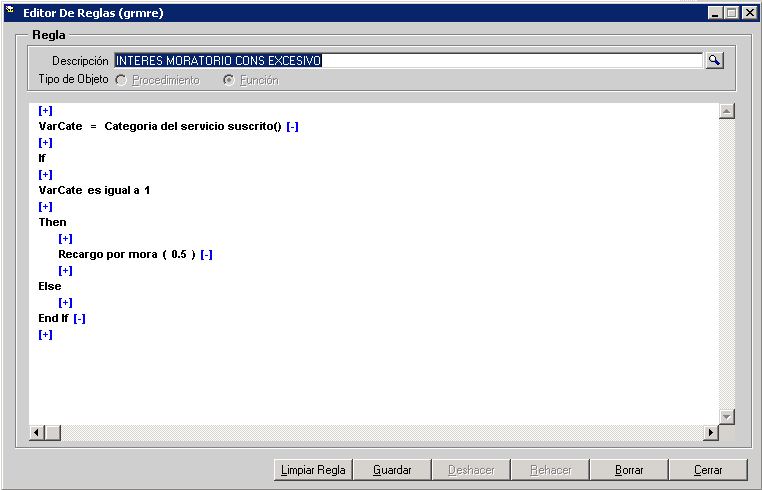 Editor De Reglas (grmre)
Regla
Descripción INTERES MORATORIO CONS EXCESIVO
Tipo de Objeto Procedimiento Función
[+]
VarCate = Categoria del servicio suscrito() [-]
[+]
If
[+]
VarCate es igual a 1
[+]
Then
[+]
Recargo por mora ( 0.5 ) [-]
[+]
Else
[+]
End If [-]
[+]
Limpiar Regla Guardar Deshacer Rehacer Borrar Cerrar